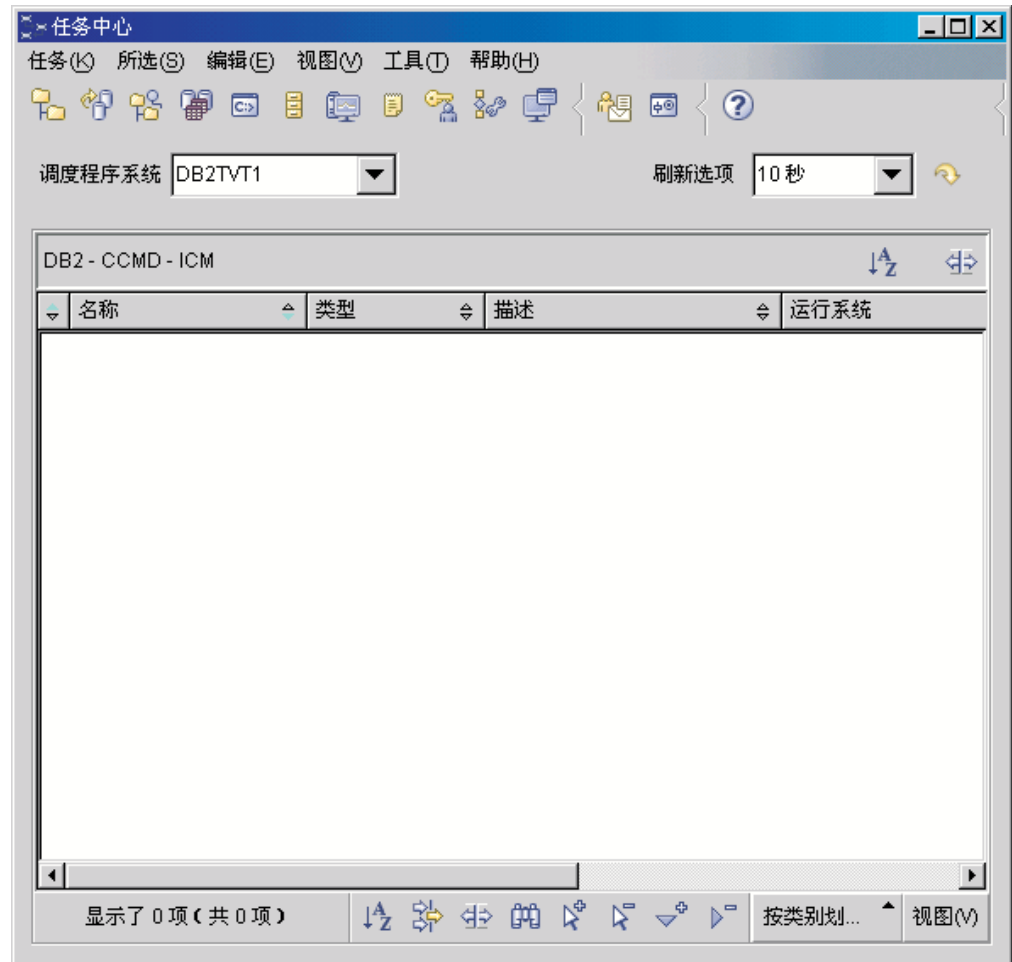 任务中心
任务(K) 所选(S) 编辑(E) 视图(V) 工具(T) 帮助(H)
调度程序系统 DB2TVT1 刷新选项 10 秒
DB2 - CCMD - ICM
名称 类型 描述 运行系统
显示了 0 项 ( 共 0 项 ) 按类别划... 视图(V)